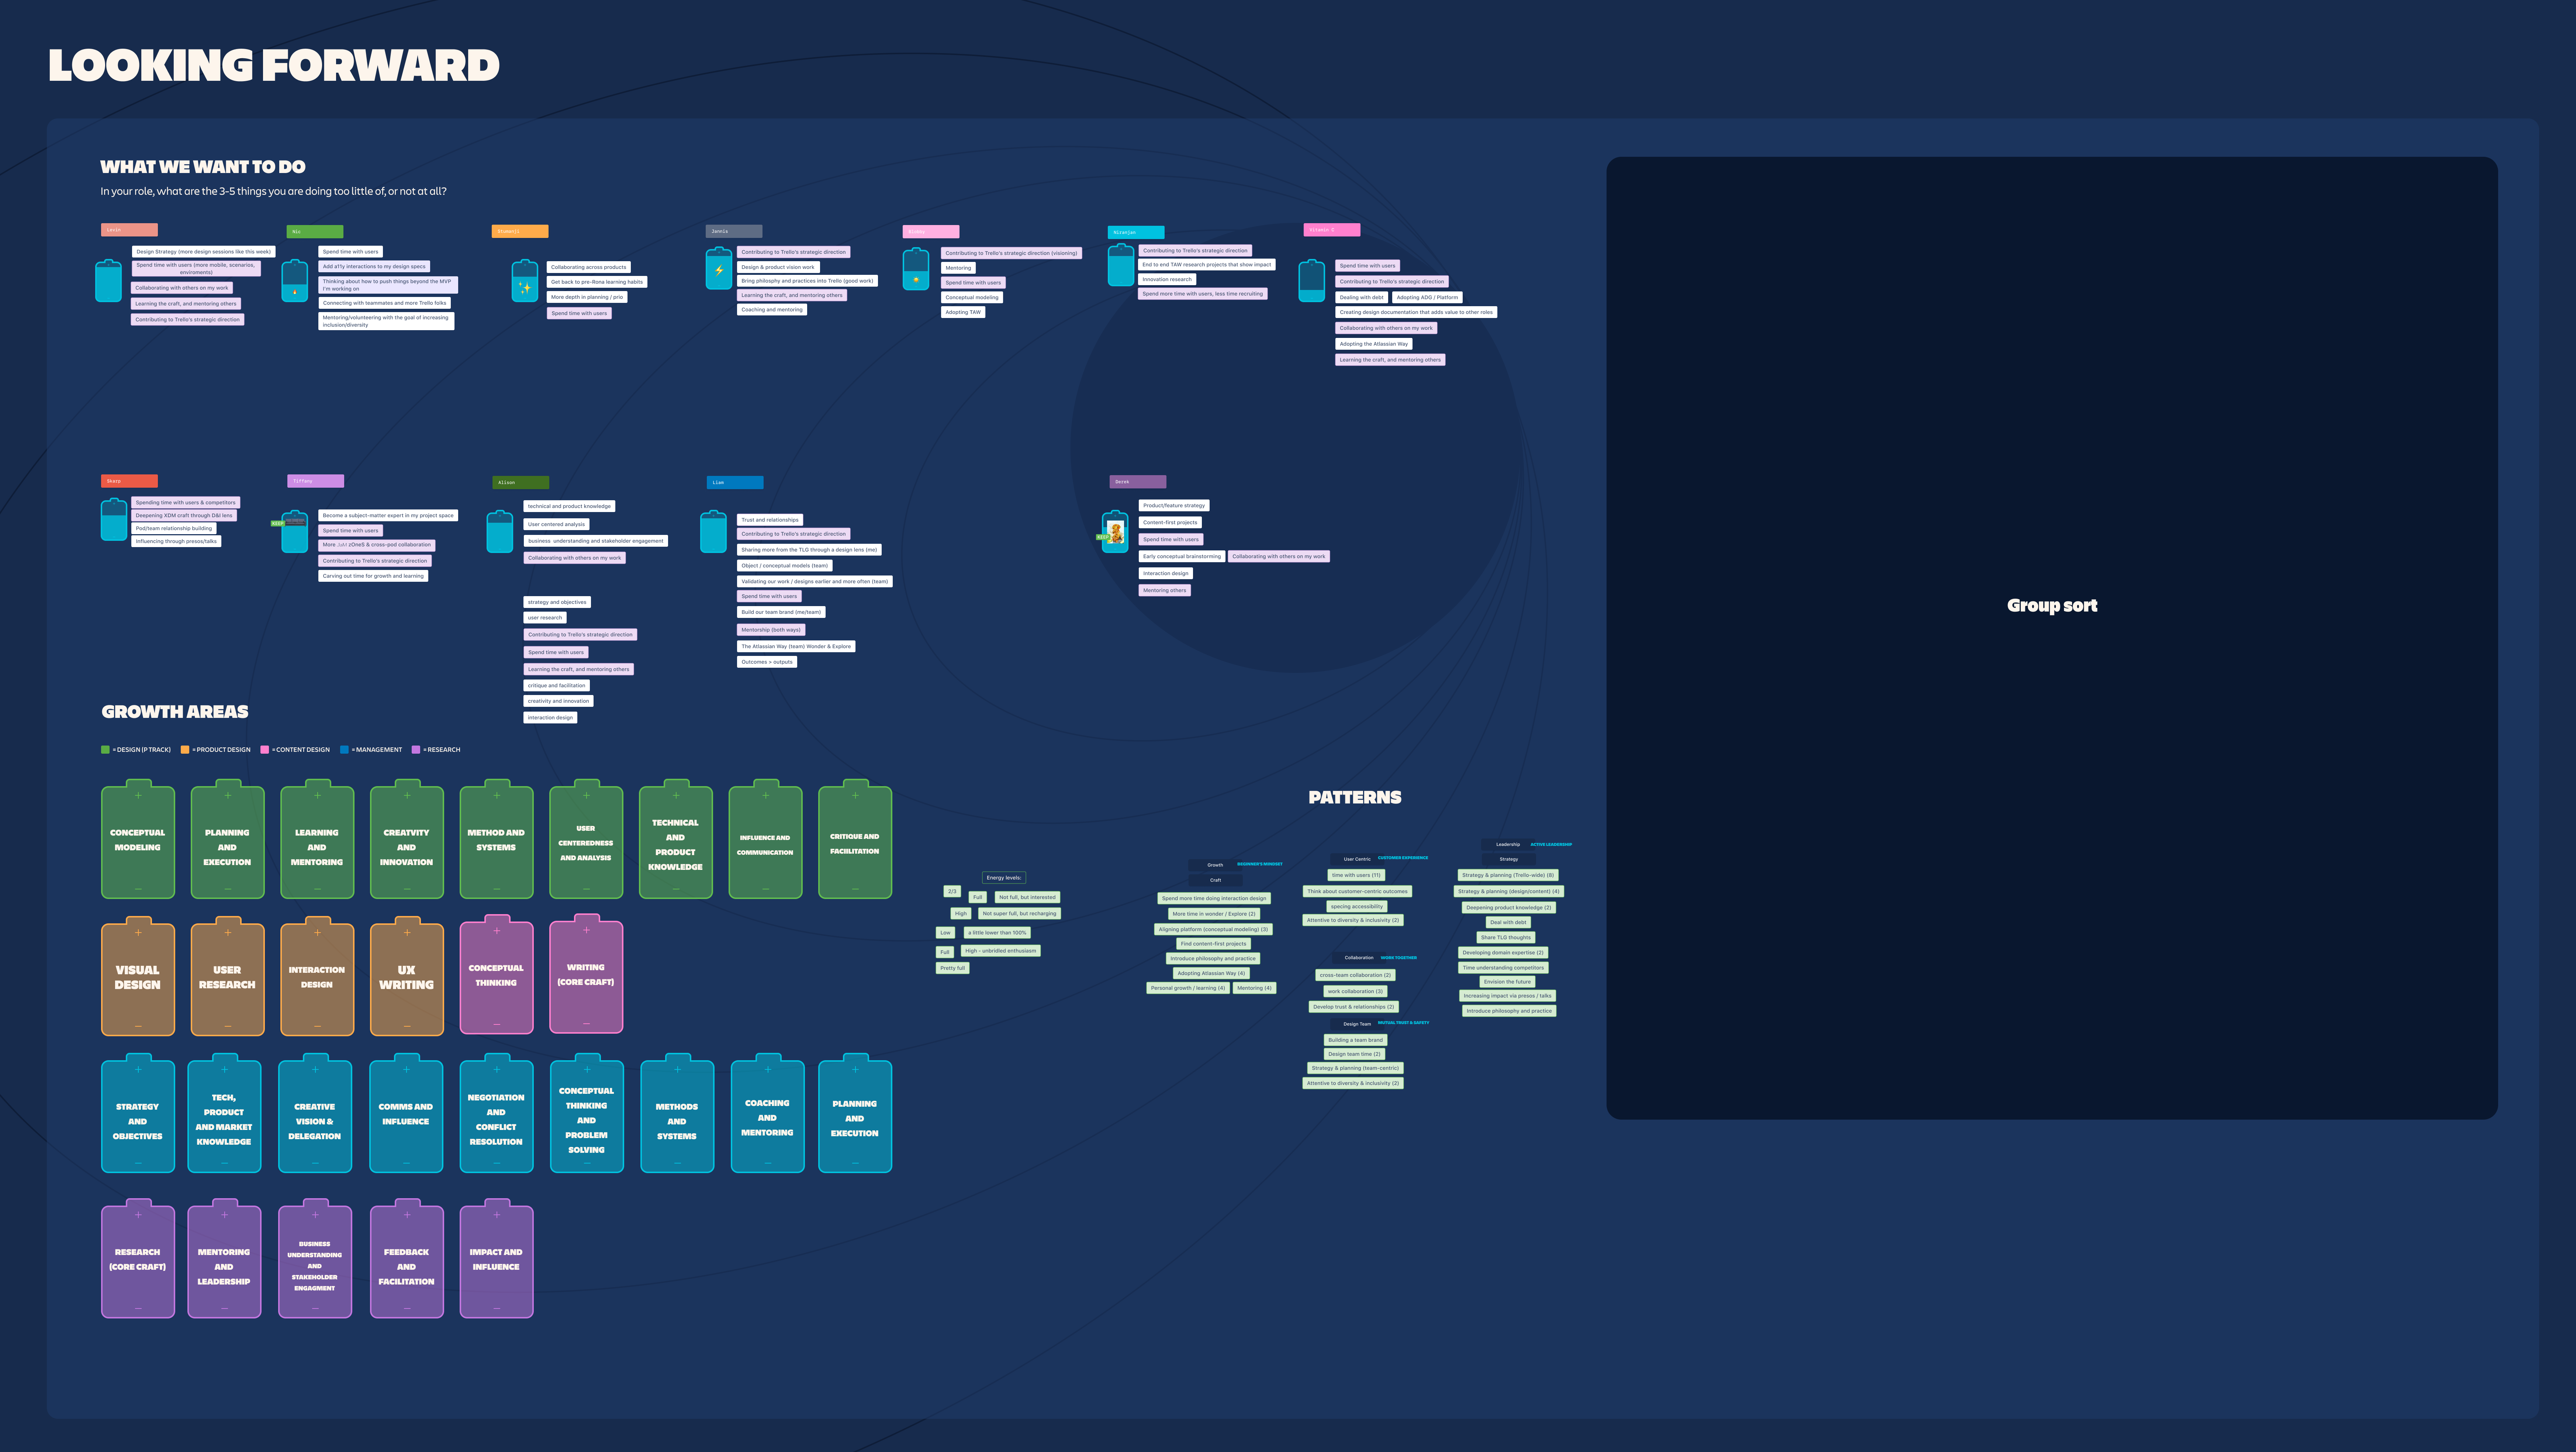 LOOKING FORWARD
WHAT WE WANT TO DO
In your role, what are the 3-5 things you are doing too little of, or not at all?
Design Strategy (more design sessions like this week)
Spend time with users (more mobile, scenarios,
enviroments)
Collaborating with others on my work
Learning the craft, and mentoring others
Contributing to Trello's strategic direction
Spend time with users
Add a11y interactions to my design specs
Thinking about how to push things beyond the MVP
I'm working on
Connecting with teammates and more Trello folks
Mentoring/volunteering with the goal of increasing
inclusion/diversity
Collaborating across products
Get back to pre-Rona learning habits
More depth in planning / prio
Spend time with users
Jannis
Contributing to Trello's strategic direction
Design & product vision work
Bring philosphy and practices into Trello (good work)
Learning the craft, and mentoring others
Coaching and mentoring
Contributing to Trello's strategic direction (visioning)
Mentoring
Spend time with users
Conceptual modeling
Adopting TAW
Niranjan
Contributing to Trello's strategic direction
End to end TAW research projects that show impact
Innovation research
Spend more time with users, less time recruiting
Spend time with users
Contributing to Trello's strategic direction
Dealing with debt
Adopting ADG / Platform
Creating design documentation that adds value to other roles
Collaborating with others on my work
Adopting the Atlassian Way
Learning the craft, and mentoring others
Spending time with users & competitors
Deepening XDM craft through D&I lens
Pod/team relationship building
Influencing through presos/talks
Tiffany
Become a subject-matter expert in my project space
Spend time with users
cross-pod collaboration
Contributing to Trello's strategic direction
Carving out time for growth and learning
Alison
technical and product knowledge
User centered analysis
business understanding and stakeholder engagement
Collaborating with others on my work
strategy and objectives
user research
Contributing to Trello's strategic direction
Spend time with users
Learning the craft, and mentoring others
critique and facilitation
creativity and innovation
interaction design
Liam
Trust and relationships
Contributing to Trello's strategic direction
Sharing more from the TLG through a design lens (me)
Object / conceptual models (team)
Validating our work / designs earlier and more often (team)
Spend time with users
Build our team brand (me/team)
Mentorship (both ways)
The Atlassian Way (team) Wonder & Explore
Outcomes > outputs
Derek
Product/feature strategy
Content-first projects
Spend time with users
Early conceptual brainstorming
Collaborating with others on my work
Interaction design
Mentoring others
Group sort
GROWTH AREAS
= DESIGN (P TRACK)
= PRODUCT DESIGN
= CONTENT DESIGN
= MANAGEMENT
= RESEARCH
CONCEPTUAL
MODELING
PLANNING
AND
EXECUTION
LEARNING
AND
MENTORING
CREATVITY
AND
INNOVATION
METHOD AND
SYSTEMS
USER
CENTEREDNESS
AND ANALYSIS
TECHNICAL
AND
PRODUCT
KNOWLEDGE
INFLUENCE AND
COMMUNICATION
CRITIQUE AND
FACIILITATION
VISUAL
DESIGN
USER
RESEARCH
INTERACTION
DESIGN
UX
WRITING
CONCEPTUAL
THINKING
WRITING
(CORE CRAFT)
STRATEGY
AND
OBJECTIVES
TECH,
PRODUCT
AND MARKET
KNOWLEDGE
CREATIVE
VISION &
DELEGATION
COMMS AND
INFLUENCE
NEGOTIATION
AND
CONFLICT
RESOLUTION
CONCEPTUAL
THINKING
AND
PROBLEM
SOLVING
METHODS
AND
SYSTEMS
COACHING
AND
MENTORING
PLANNING
AND
EXECUTION
RESEARCH
(CORE CRAFT)
MENTORING
AND
LEADERSHIP
BUSINESS
UNDERSTANDING
AND
STAKEHOLDER
ENGAGMENT
FEEDBACK
AND
FACILITATION
IMPACT AND
INFLUENCE
PATTERNS
Energy levels:
2/3
Full
Not full, but interested
High
Not super full, but recharging
Low
a little lower than 100%
Full
High - unbridled enthusiasm
Pretty full
Growth
BEGINNER'S MINDSET
Craft
Spend more time doing interaction design
More time in wonder / Explore (2)
Aligning platform (conceptual modeling) (3)
Find content-first projects
Introduce philosophy and practice
Adopting Atlassian Way (4)
Personal growth / learning (4)
Mentoring (4)
User Centric
CUSTOMER EXPERIENCE
time with users (11)
Think about customer-centric outcomes
specing accessibility
Attentive to diversity & inclusivity (2)
Collaboration
WORK TOGETHER
cross-team collaboration (2)
work collaboration (3)
Develop trust & relationships (2)
Design Team
MUTUAL TRUST & SAFETY
Building a team brand
Design team time (2)
Strategy & planning (team-centric)
Attentive to diversity & inclusivity (2)
Leadership
ACTIVE LEADERSHIP
Strategy
Strategy & planning (Trello-wide) (8)
Strategy & planning (design/content) (4)
Deepening product knowledge (2)
Deal with debt
Share TLG thoughts
Developing domain expertise (2)
Time understanding competitors
Envision the future
Increasing impact via presos / talks
Introduce philosophy and practice